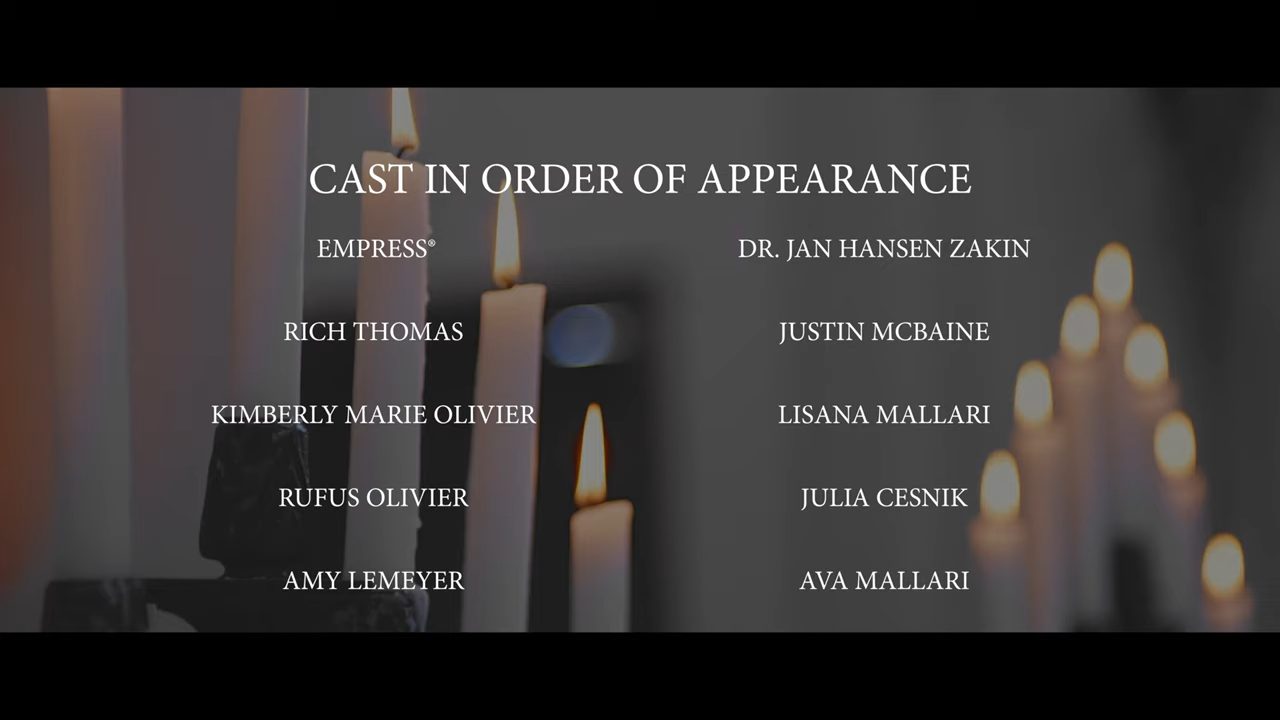 CAST IN ORDER OF APPEARANCE
EMPRESS® DR. JAN HANSEN ZAKIN
RICH THOMAS JUSTIN MCBAINE
KIMBERLY MARIE OLIVIER LISANA MALLARI
RUFUS OLIVIER JULIA CESNIK
AMY LEMEYER AVA MALLARI